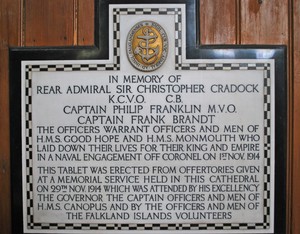 IN MEMORY OF
REAR ADMIRAL SIR CHRISTOPHER CRADOCK
K.C.V.O. C.B.
CAPTAIN PHILIP FRANKLIN M.V.O.
CAPTAIN FRANK BRANDT
THE OFFICERS WARRANT OFFICERS AND MEN OF
H.M.S. GOOD HOPE AND H.M.S. MONMOUTH WHO
LAID DOWN THEIR LIVES FOR THEIR KING AND EMPIRE
IN A NAVAL ENGAGEMENT OFF CORONEL ON 1ST NOV. 1914
THIS TABLET WAS ERECTED FROM OFFERTORIES GIVEN
AT A MEMORIAL SERVICE HELD IN THIS CATHEDRAL
ON 29TH NOV. 1914 WHICH WAS ATTENDED BY HIS EXCELLENCY
THE GOVERNOR THE CAPTAIN OFFICERS AND MEN OF
H.M.S. CANOPUS AND BY THE OFFICERS AND MEN OF
THE FALKLAND ISLANDS VOLUNTEERS